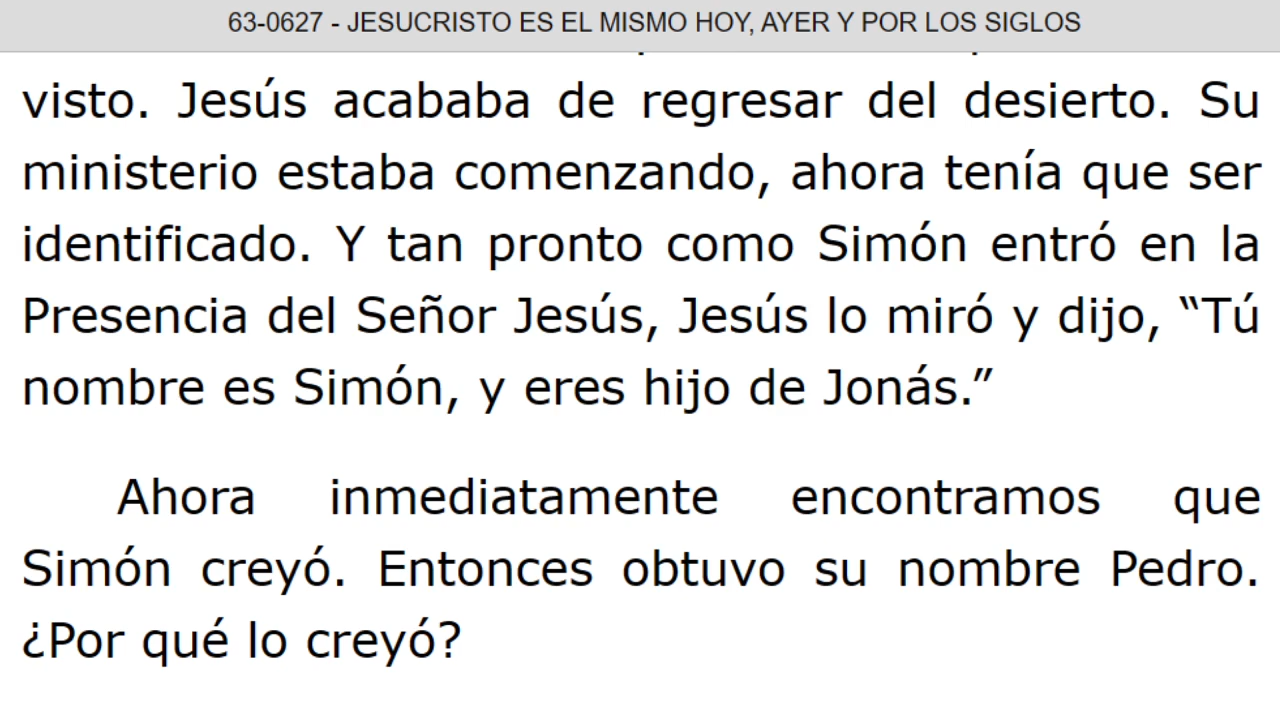 63-0627 - JESUCRISTO ES EL MISMO HOY, AYER Y POR LOS SIGLOS
visto. Jesús acababa de regresar del desierto. Su
ministerio estaba comenzando, ahora tenía que ser
identificado. Y tan pronto como Simón entró en la
Presencia del Señor Jesús, Jesús lo miró y dijo, “Tú
nombre es Simón, y eres hijo de Jonás.”
Ahora inmediatamente encontramos que
Simón creyó. Entonces obtuvo su nombre Pedro.
¿Por qué lo creyó?